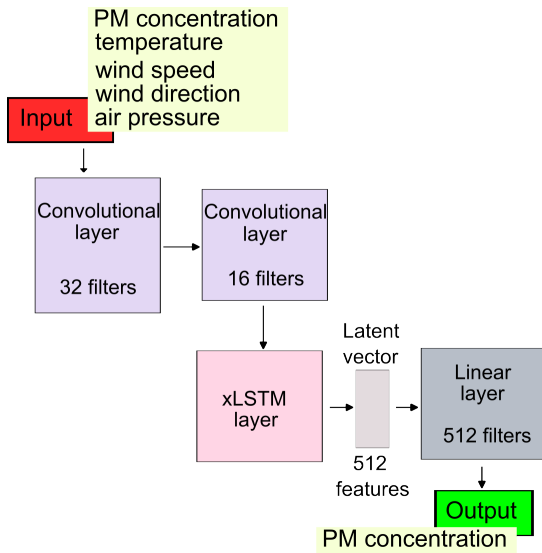 PM concentration
temperature
wind speed
wind direction
air pressure
Input
Convolutional
layer
32 filters
Convolutional
layer
16 filters
xLSTM
layer
Latent
vector
512
features
Linear
layer
512 filters
Output
PM concentration